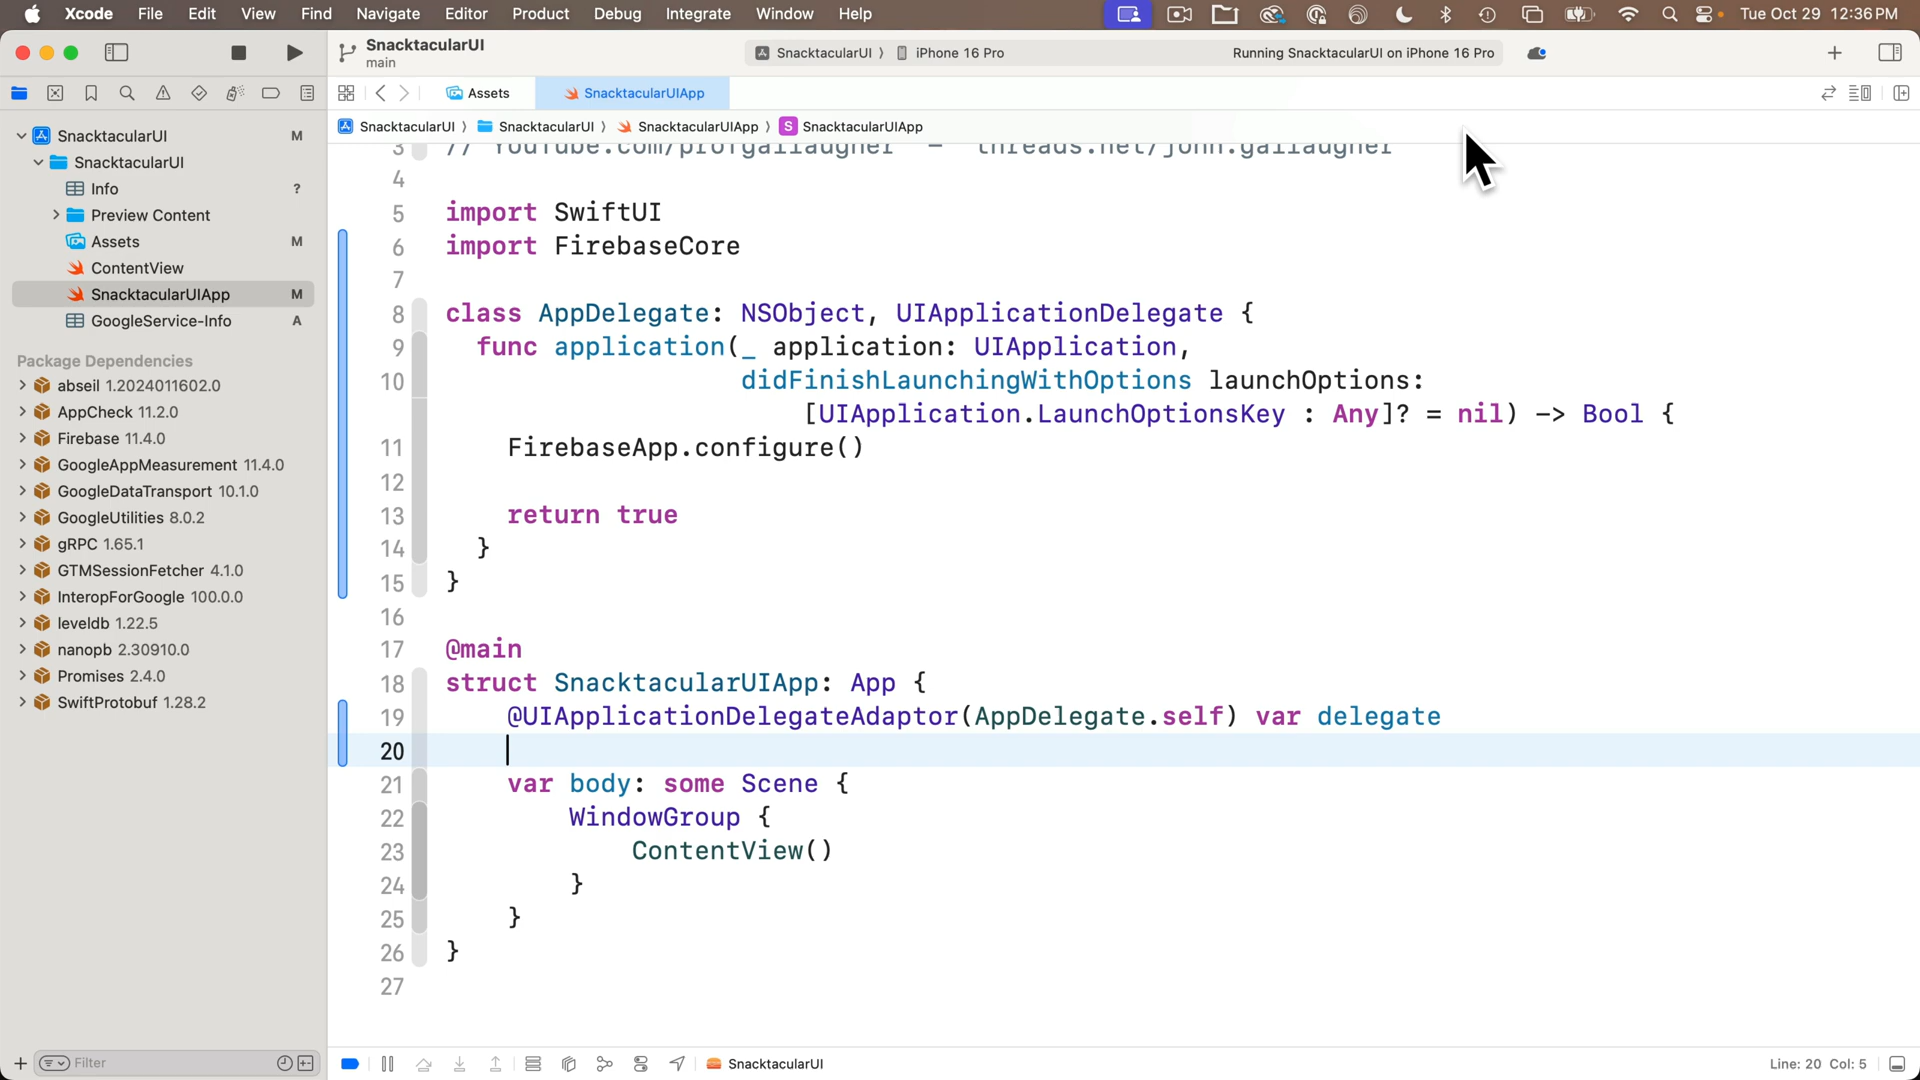 Xcode File Edit View Find Navigate Editor Product Debug Integrate Window Help Tue Oct 29 12:36 PM
SnacktacularUI
main
SnacktacularUI iPhone 16 Pro Running SnacktacularUI on iPhone 16 Pro
Assets SnacktacularUIApp
SnacktacularUI SnacktacularUI SnacktacularUIApp S SnacktacularUIApp
SnacktacularUI M
SnacktacularUI
Info ?
Preview Content
Assets M
ContentView
SnacktacularUIApp M
GoogleService-Info A
Package Dependencies
abseil 1.2024011602.0
AppCheck 11.2.0
Firebase 11.4.0
GoogleAppMeasurement 11.4.0
GoogleDataTransport 10.1.0
GoogleUtilities 8.0.2
gRPC 1.65.1
GTMSessionFetcher 4.1.0
InteropForGoogle 100.0.0
leveldb 1.22.5
nanopb 2.30910.0
Promises 2.4.0
SwiftProtobuf 1.28.2
Filter
3 // YouTube.com/profgallaugher - threads.net/john.gallaugher
4
5 import SwiftUI
6 import FirebaseCore
7
8 class AppDelegate: NSObject, UIApplicationDelegate {
9 func application(_ application: UIApplication,
10 didFinishLaunchingWithOptions launchOptions:
[UIApplication.LaunchOptionsKey : Any]? = nil) -> Bool {
11 FirebaseApp.configure()
12
13 return true
14 }
15 }
16
17 @main
18 struct SnacktacularUIApp: App {
19 @UIApplicationDelegateAdaptor(AppDelegate.self) var delegate
20
21 var body: some Scene {
22 WindowGroup {
23 ContentView()
24 }
25 }
26 }
27
SnacktacularUI Line: 20 Col: 5